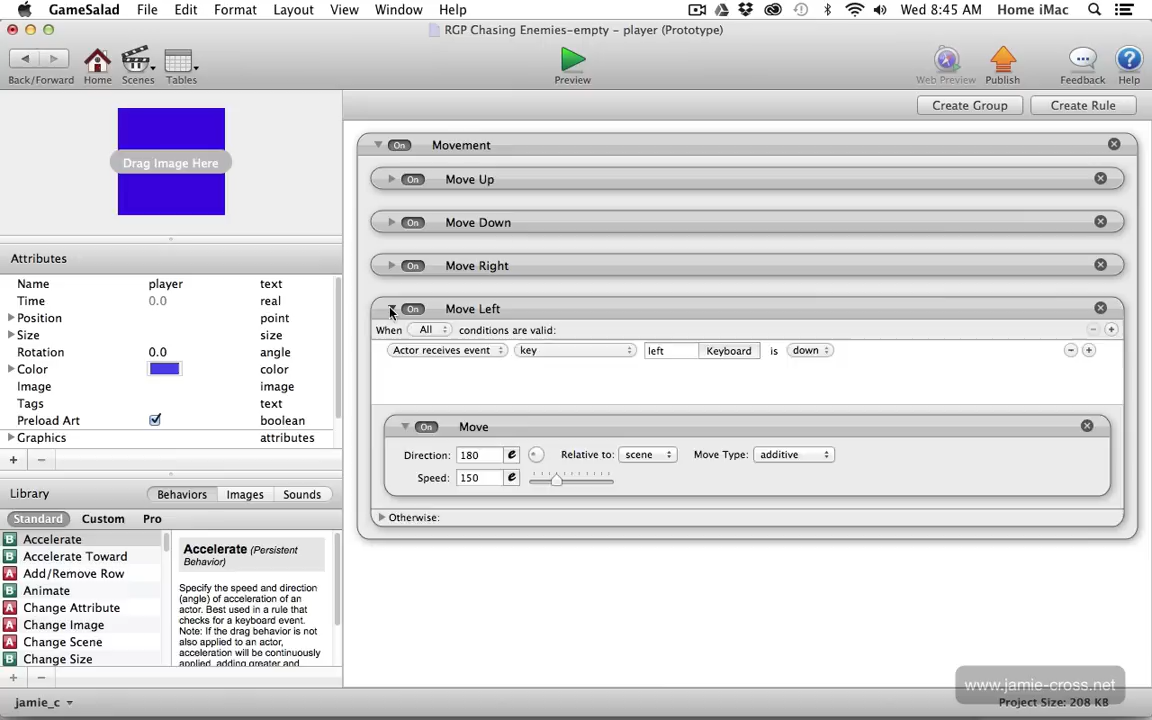 GameSalad File Edit Format Layout View Window Help Wed 8:45 AM Home iMac
RGP Chasing Enemies-empty – player (Prototype)
Back/Forward Home Scenes Tables Preview Web Preview Publish Feedback Help
Create Group Create Rule
Drag Image Here
On Movement
On Move Up
On Move Down
On Move Right
On Move Left
When All conditions are valid:
Actor receives event key left Keyboard is down
On Move
Direction: 180 Relative to: scene Move Type: additive
Speed: 150
Otherwise:
Attributes
Name player text
Time 0.0 real
Position point
Size size
Rotation 0.0 angle
Color color
Image image
Tags text
Preload Art boolean
Graphics attributes
Library Behaviors Images Sounds
Standard Custom Pro
B Accelerate
B Accelerate Toward
A Add/Remove Row
B Animate
A Change Attribute
A Change Image
A Change Scene
B Change Size
Accelerate (Persistent
Behavior)
Specify the speed and direction
(angle) of acceleration of an
actor. Best used in a rule that
checks for a keyboard event.
Note: If the drag behavior is not
also applied to an actor,
acceleration will be continuously
applied, adding greater and
www.jamie-cross.net
jamie_c Project Size: 208 KB